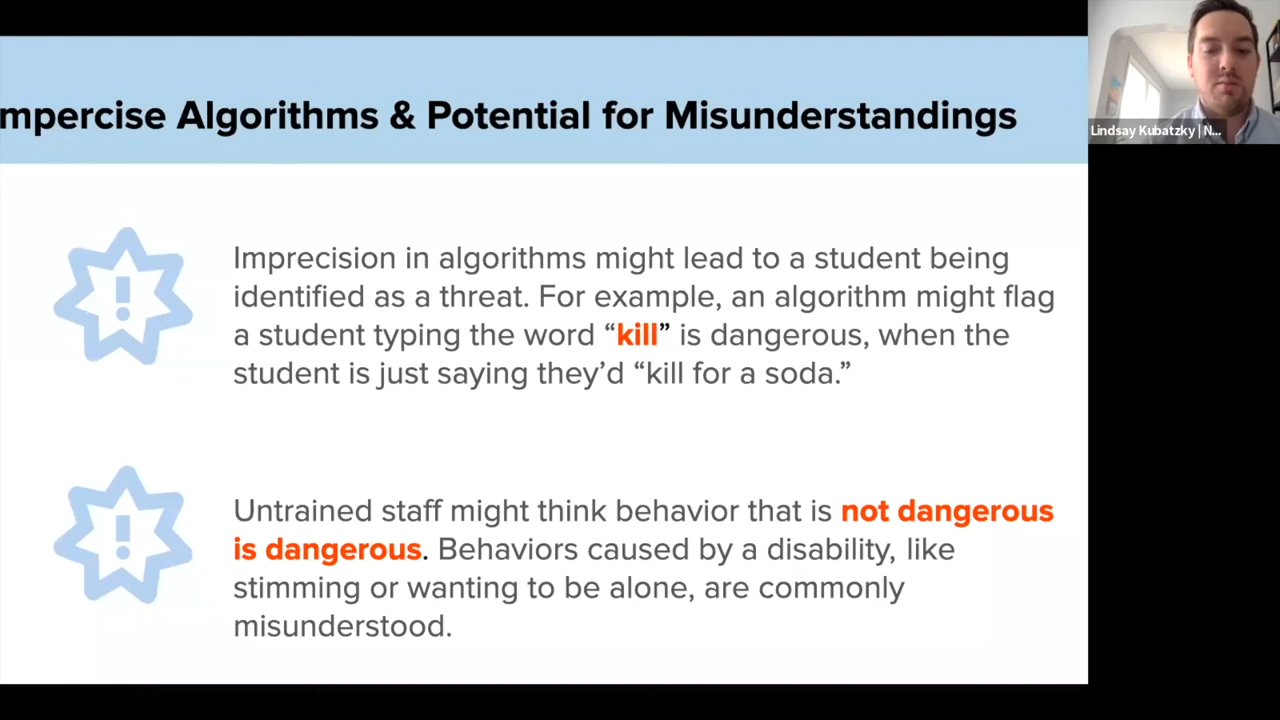 mpercise Algorithms & Potential for Misunderstandings
Lindsay Kubatzky | N...
Imprecision in algorithms might lead to a student being
identified as a threat. For example, an algorithm might flag
a student typing the word “kill” is dangerous, when the
student is just saying they’d “kill for a soda.”
Untrained staff might think behavior that is not dangerous
is dangerous. Behaviors caused by a disability, like
stimming or wanting to be alone, are commonly
misunderstood.